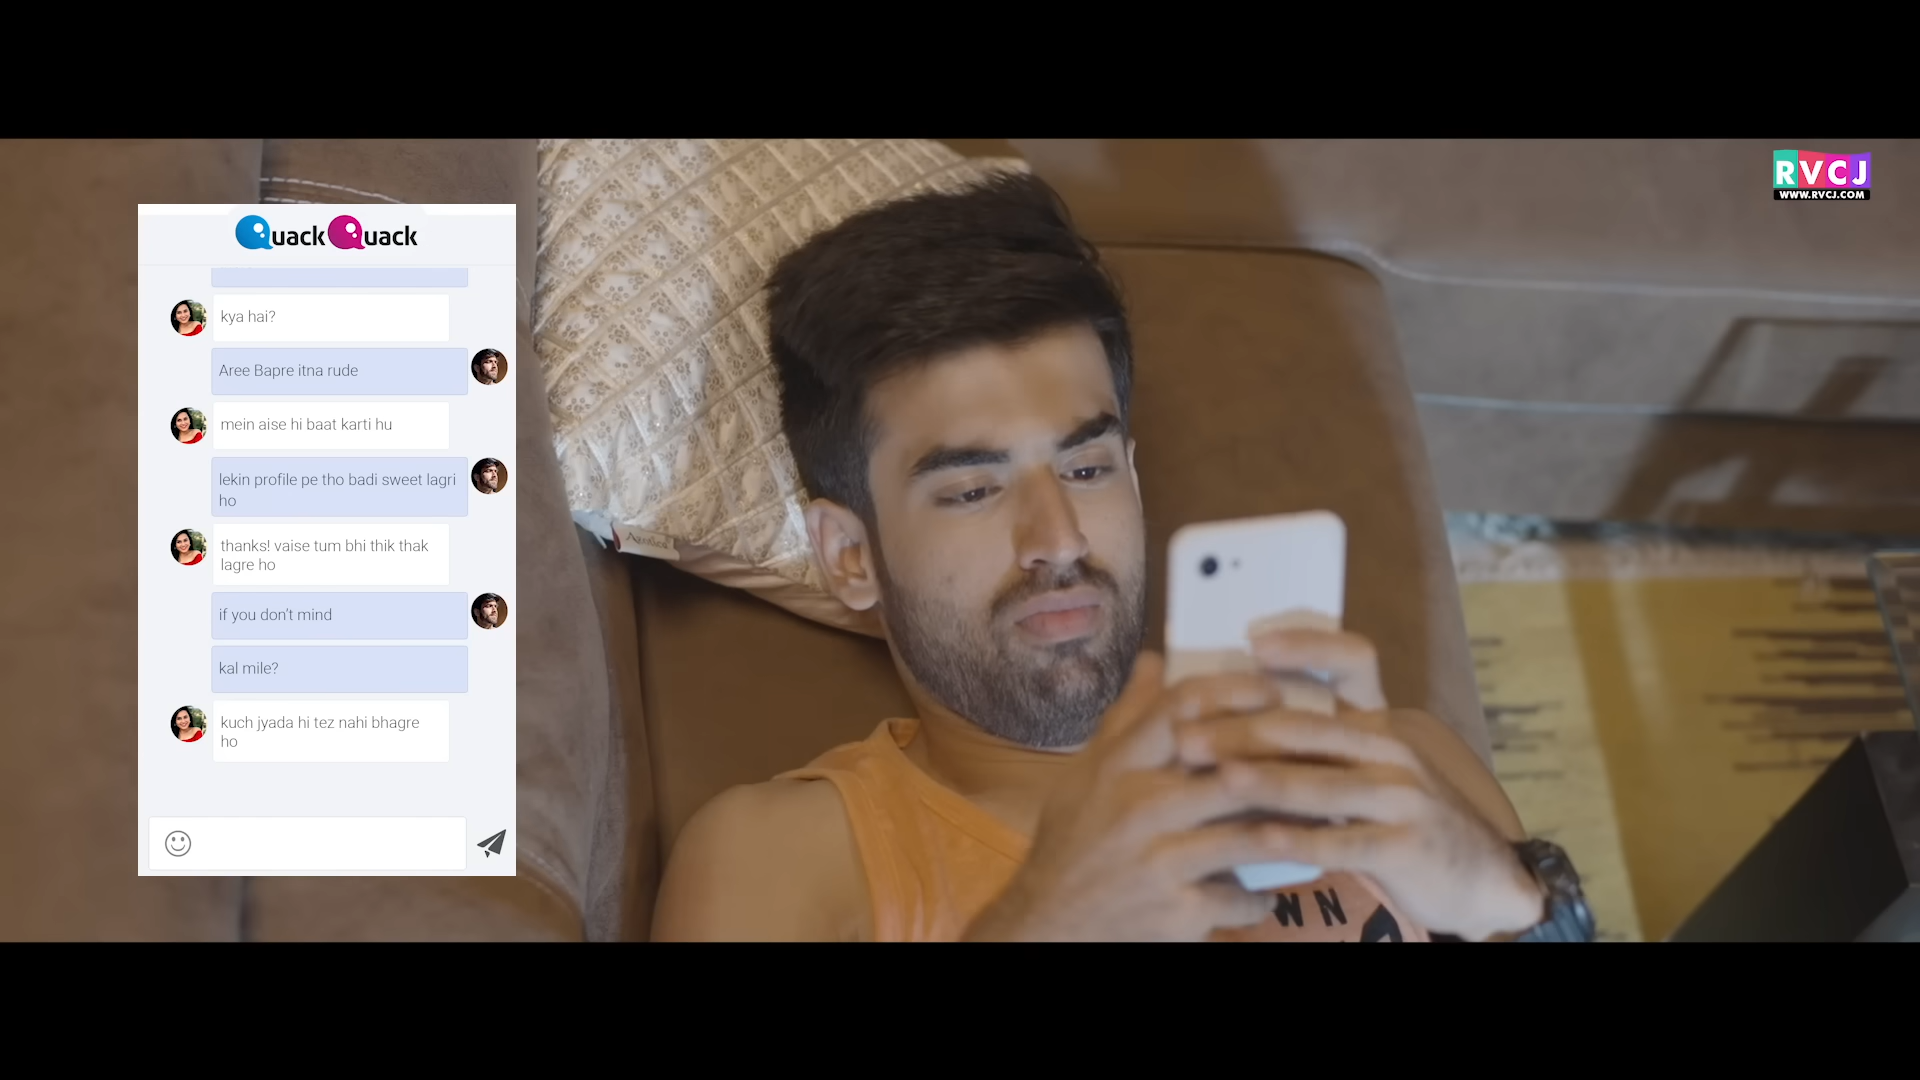 RVCJ
WWW.RVCJ.COM
QuackQuack
kya hai?
Aree Bapre itna rude
mein aise hi baat karti hu
lekin profile pe tho badi sweet lagri
ho
thanks! vaise tum bhi thik thak
lagre ho
if you don't mind
kal mile?
kuch jyada hi tez nahi bhagre
ho
WN